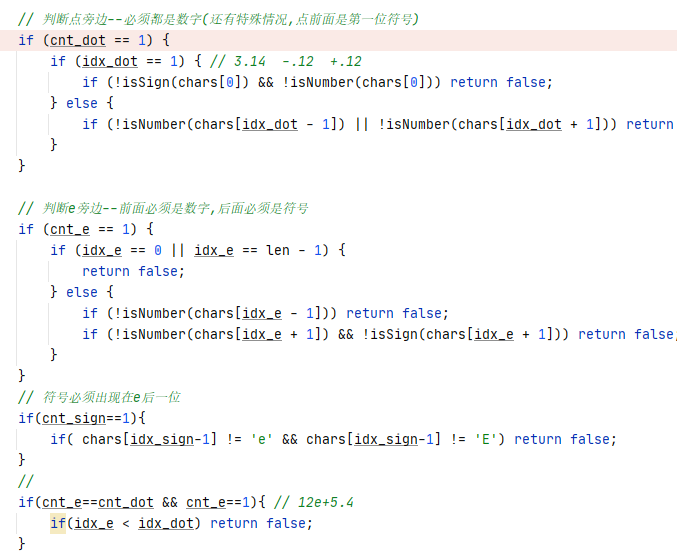 // 判断点旁边--必须都是数字(还有特殊情况,点前面是第一位符号)
if (cnt_dot == 1) {
    if (idx_dot == 1) { // 3.14  -.12  +.12
        if (!isSign(chars[0]) && !isNumber(chars[0])) return false;
    } else {
        if (!isNumber(chars[idx_dot - 1]) || !isNumber(chars[idx_dot + 1])) return
    }
}
// 判断e旁边--前面必须是数字,后面必须是符号
if (cnt_e == 1) {
    if (idx_e == 0 || idx_e == len - 1) {
        return false;
    } else {
        if (!isNumber(chars[idx_e - 1])) return false;
        if (!isNumber(chars[idx_e + 1]) && !isSign(chars[idx_e + 1])) return false;
    }
}
// 符号必须出现在e后一位
if(cnt_sign==1){
    if( chars[idx_sign-1] != 'e' && chars[idx_sign-1] != 'E') return false;
}
//
if(cnt_e==cnt_dot && cnt_e==1){ // 12e+5.4
    if(idx_e < idx_dot) return false;
}